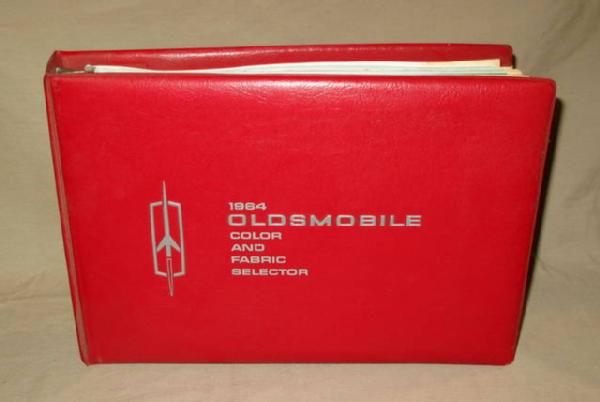 1964
OLDSMOBILE
COLOR
AND
FABRIC
SELECTOR